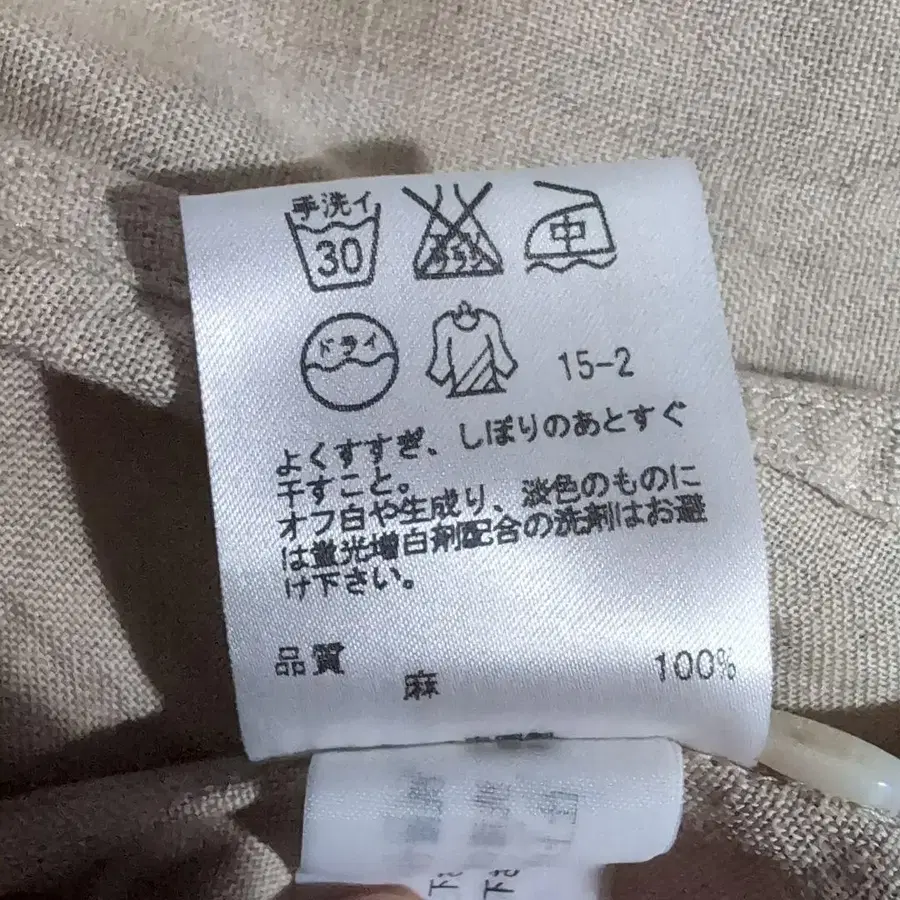 手洗イ
30
中
ドライ
15-2
よくすすぎ、しぼりのあとすぐ
干すこと。
オフ白や生成り、淡色のものに
は蛍光増白剤配合の洗剤はお避
け下さい。
品質
麻 100%